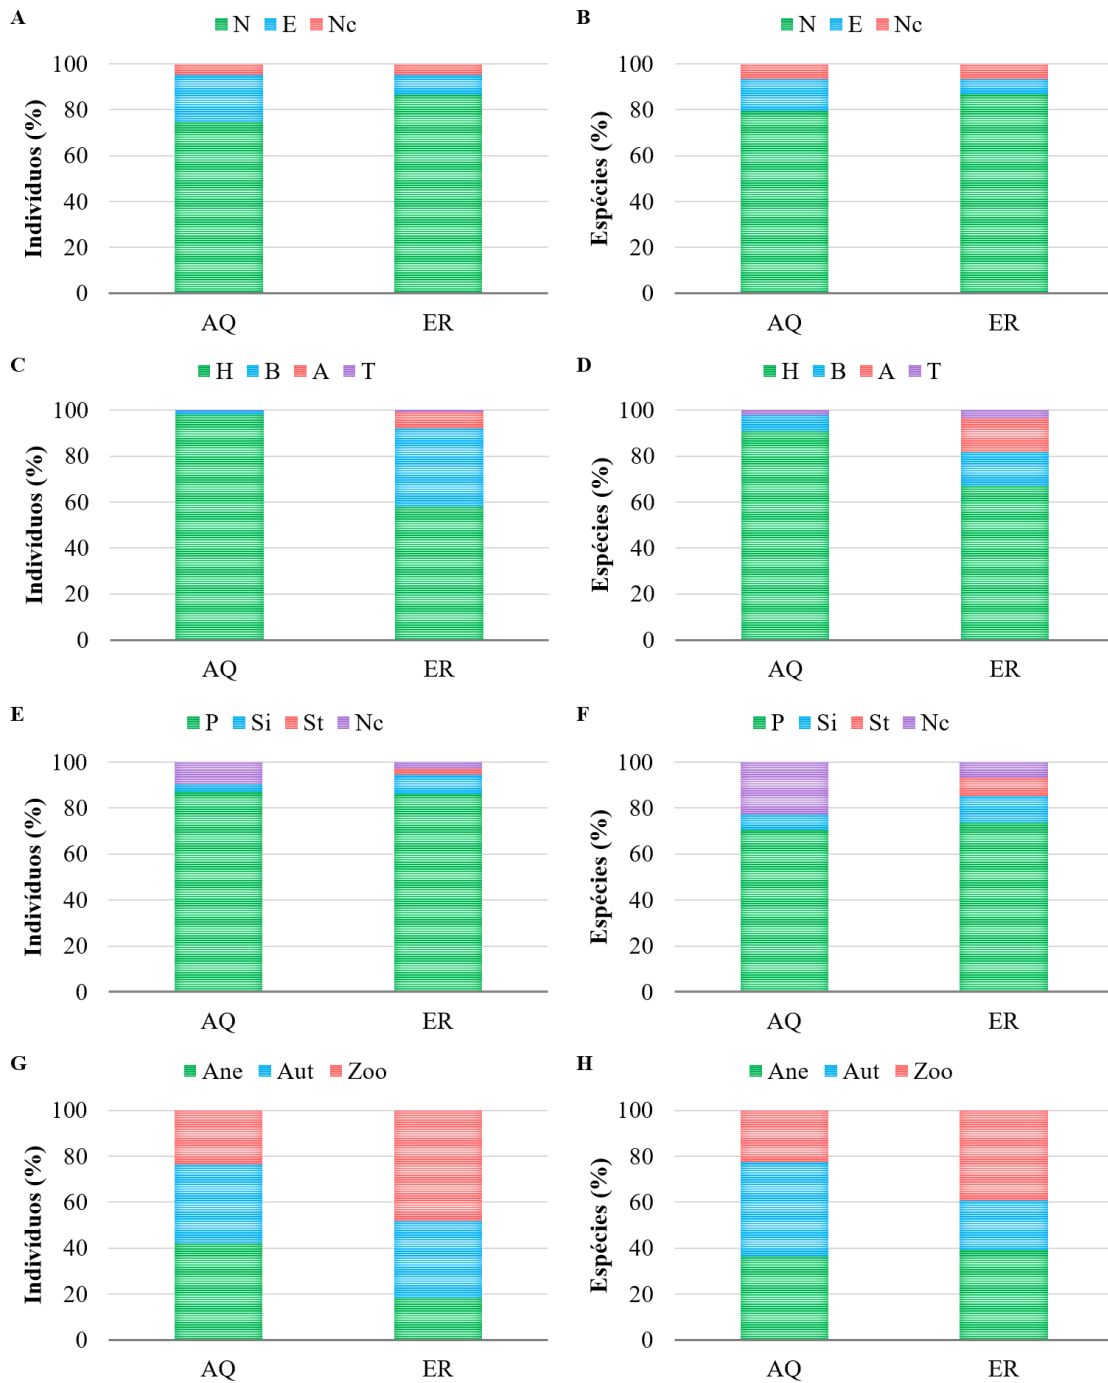 A
N E Nc
Indivíduos (%)
100
80
60
40
20
0
AQ ER
B
N E Nc
Espécies (%)
100
80
60
40
20
0
AQ ER
C
H B A T
Indivíduos (%)
100
80
60
40
20
0
AQ ER
D
H B A T
Espécies (%)
100
80
60
40
20
0
AQ ER
E
P Si St Nc
Indivíduos (%)
100
80
60
40
20
0
AQ ER
F
P Si St Nc
Espécies (%)
100
80
60
40
20
0
AQ ER
G
Ane Aut Zoo
Indivíduos (%)
100
80
60
40
20
0
AQ ER
H
Ane Aut Zoo
Espécies (%)
100
80
60
40
20
0
AQ ER